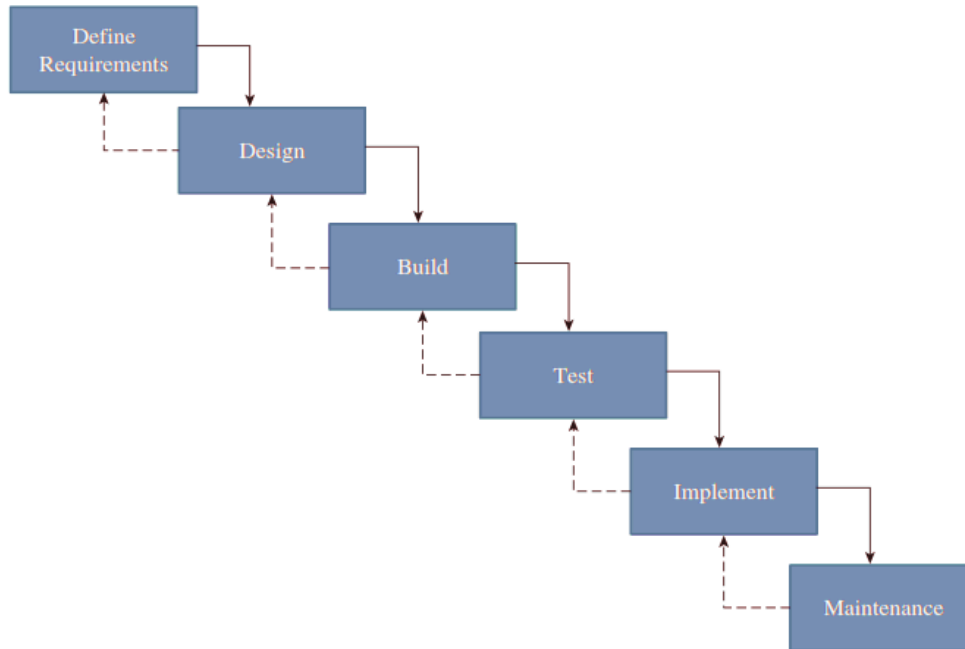 Define
Requirements
Design
Build
Test
Implement
Maintenance